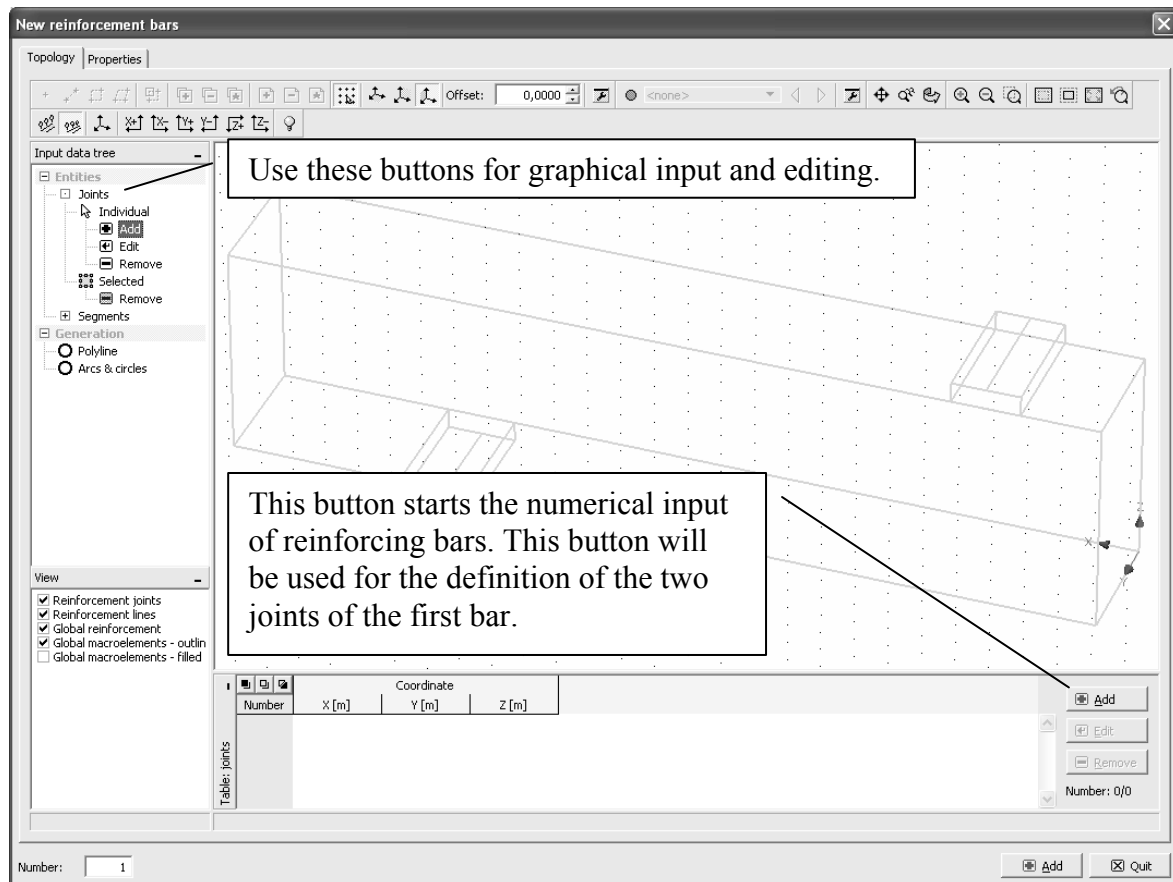 New reinforcement bars
Topology Properties
Offset: 0,0000 <none>
X+ X- Y+ Y- Z+ Z-
Input data tree
Entities
Joints
Individual
Add
Edit
Remove
Selected
Remove
Segments
Generation
Polyline
Arcs & circles
Use these buttons for graphical input and editing.
This button starts the numerical input
of reinforcing bars. This button will
be used for the definition of the two
joints of the first bar.
Z
X
Y
View
Reinforcement joints
Reinforcement lines
Global reinforcement
Global macroelements - outlin
Global macroelements - filled
Table: joints
Coordinate
Number X [m] Y [m] Z [m]
Add
Edit
Remove
Number: 0/0
Number: 1
Add Quit